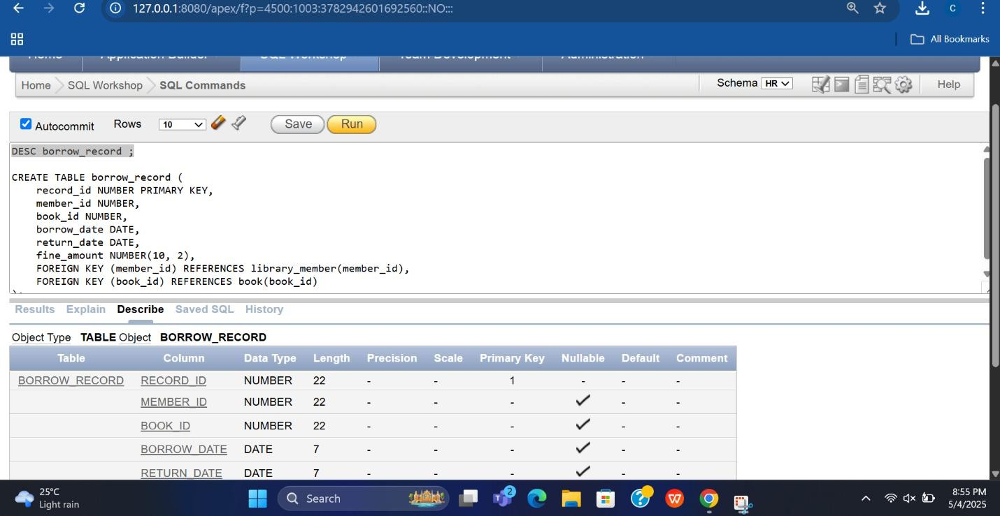 127.0.0.1:8080/apex/f?p=4500:1003:3782942601692560::NO:::
C
All Bookmarks
Home Application Builder SQL Workshop Team Development Administration
Home SQL Workshop SQL Commands Schema HR Help
Autocommit Rows 10 Save Run
DESC borrow_record ;
CREATE TABLE borrow_record (
record_id NUMBER PRIMARY KEY,
member_id NUMBER,
book_id NUMBER,
borrow_date DATE,
return_date DATE,
fine_amount NUMBER(10, 2),
FOREIGN KEY (member_id) REFERENCES library_member(member_id),
FOREIGN KEY (book_id) REFERENCES book(book_id)
Results Explain Describe Saved SQL History
Object Type TABLE Object BORROW_RECORD
Table Column Data Type Length Precision Scale Primary Key Nullable Default Comment
BORROW_RECORD RECORD_ID NUMBER 22 - - 1 - - -
MEMBER_ID NUMBER 22 - - - - -
BOOK_ID NUMBER 22 - - - - -
BORROW_DATE DATE 7 - - - - -
RETURN_DATE DATE 7 - - - - -
25°C
Light rain
Search
2
8:55 PM
5/4/2025